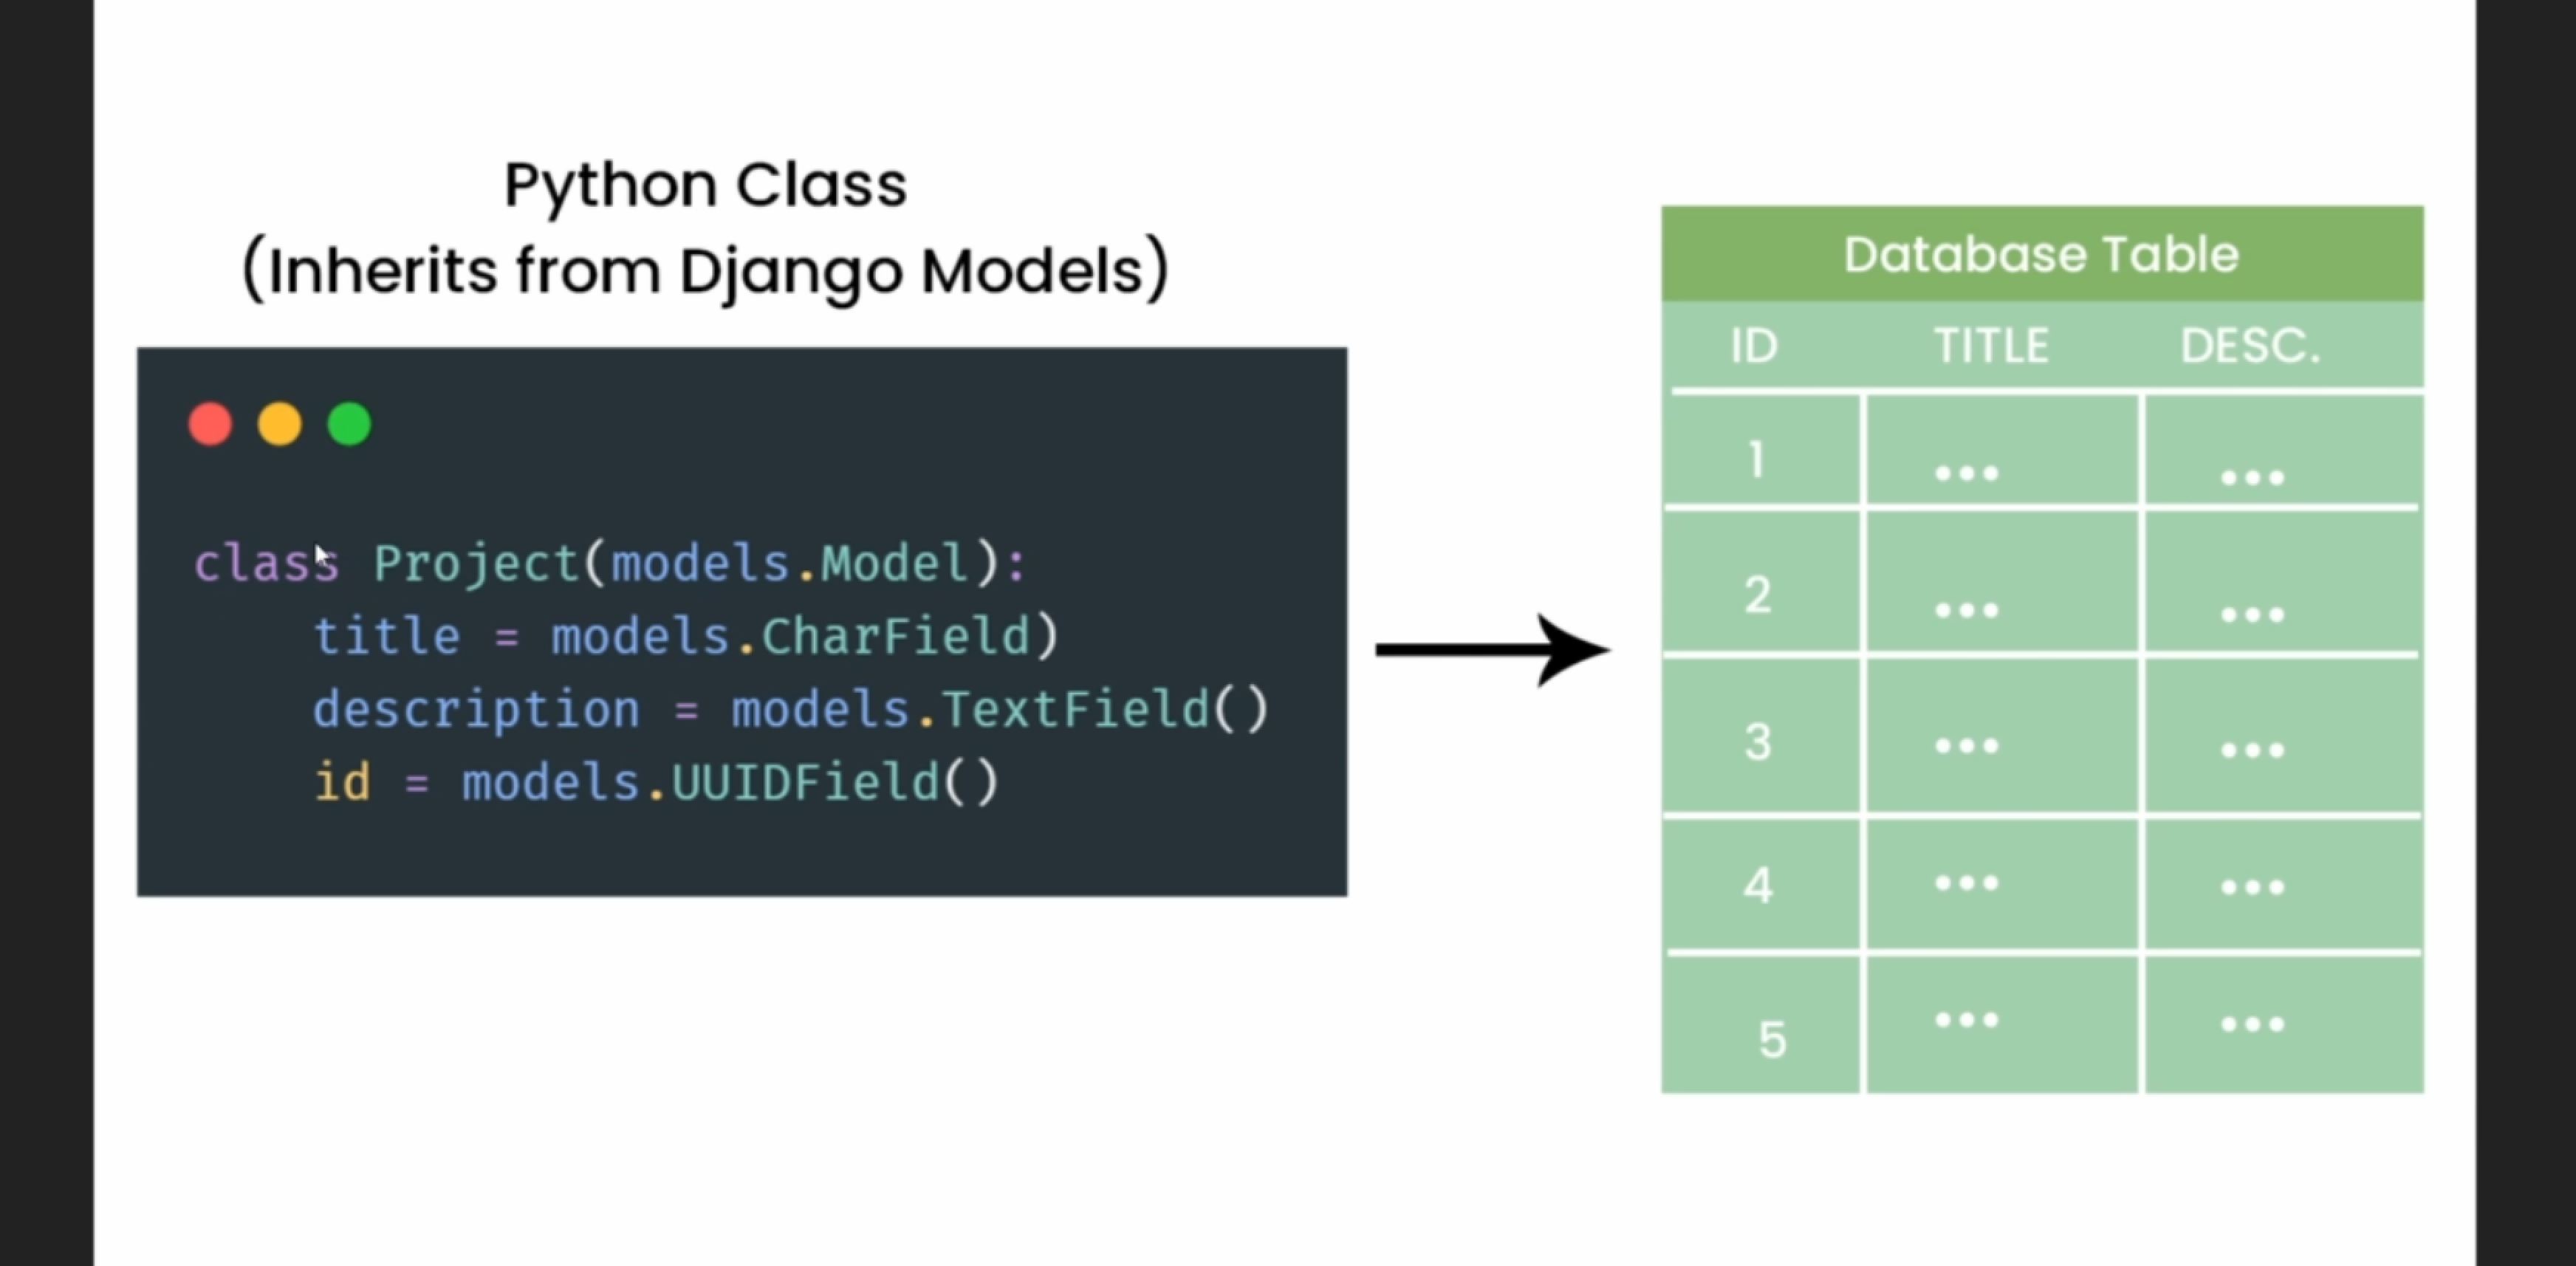 Python Class
(Inherits from Django Models)
class Project(models.Model):
    title = models.CharField)
    description = models.TextField()
    id = models.UUIDField()
Database Table
ID TITLE DESC.
1 ... ...
2 ... ...
3 ... ...
4 ... ...
5 ... ...